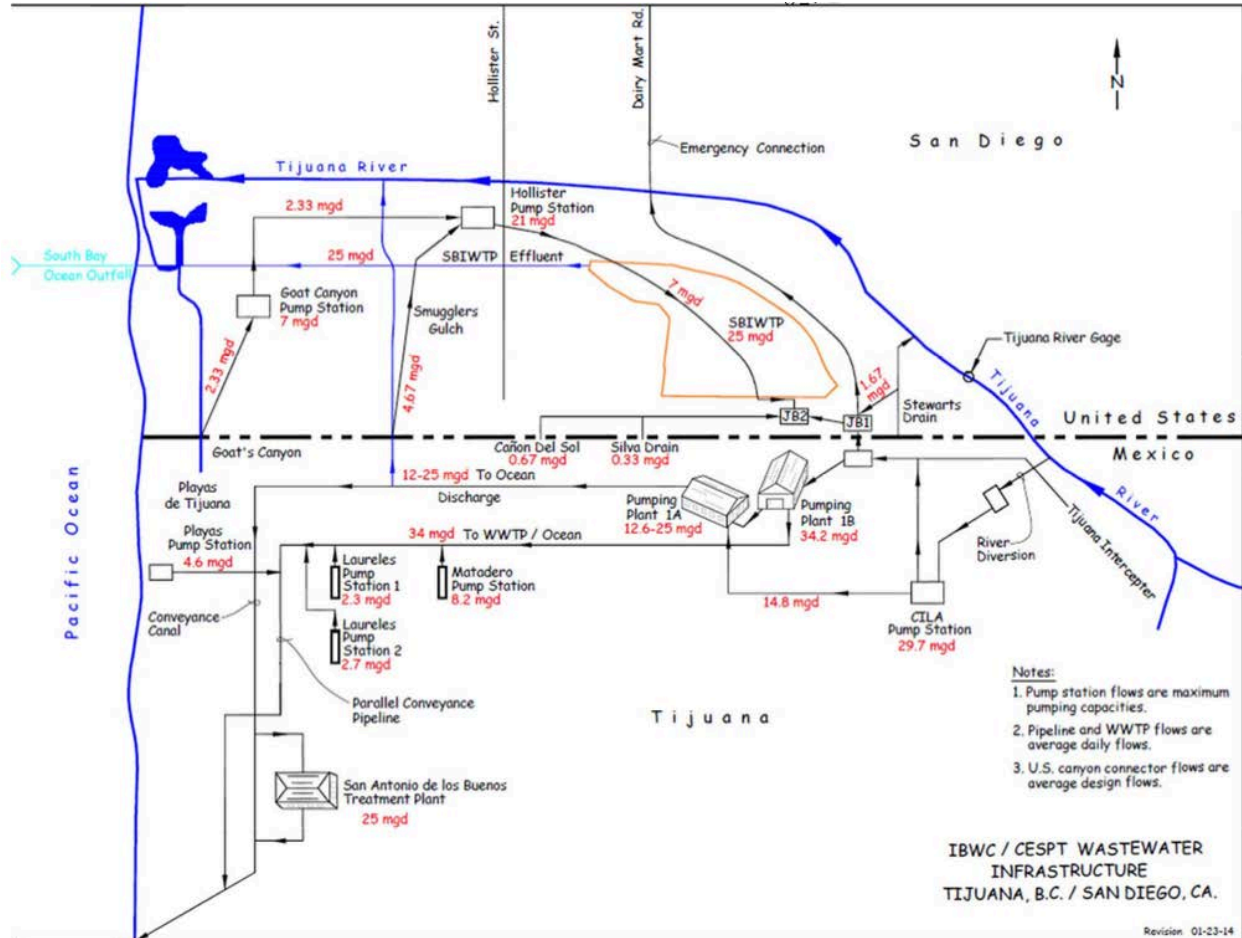 Hollister St.
Dairy Mart Rd.
N
San Diego
Emergency Connection
Tijuana River
Hollister
Pump Station
21 mgd
2.33 mgd
South Bay
Ocean Outfall
25 mgd
SBIWTP Effluent
Goat Canyon
Pump Station
7 mgd
2.33 mgd
Smugglers
Gulch
4.67 mgd
7 mgd
SBIWTP
25 mgd
Tijuana River Gage
1.67
mgd
Stewarts
Drain
Tijuana
River
JB2
JB1
United States
Mexico
Goat's Canyon
Cañon Del Sol
0.67 mgd
Silva Drain
0.33 mgd
12-25 mgd To Ocean
Discharge
Playas
de Tijuana
Pacific Ocean
Playas
Pump Station
4.6 mgd
Pumping
Plant 1A
12.6-25 mgd
Pumping
Plant 1B
34.2 mgd
34 mgd To WWTP / Ocean
River
Diversion
Tijuana Intercepter
Laureles
Pump
Station 1
2.3 mgd
Matadero
Pump Station
8.2 mgd
Conveyance
Canal
Laureles
Pump
Station 2
2.7 mgd
14.8 mgd
CILA
Pump Station
29.7 mgd
Parallel Conveyance
Pipeline
Tijuana
San Antonio de los Buenos
Treatment Plant
25 mgd
Notes:
1. Pump station flows are maximum
pumping capacities.
2. Pipeline and WWTP flows are
average daily flows.
3. U.S. canyon connector flows are
average design flows.
IBWC / CESPT WASTEWATER
INFRASTRUCTURE
TIJUANA, B.C. / SAN DIEGO, CA.
Revision 01-23-14